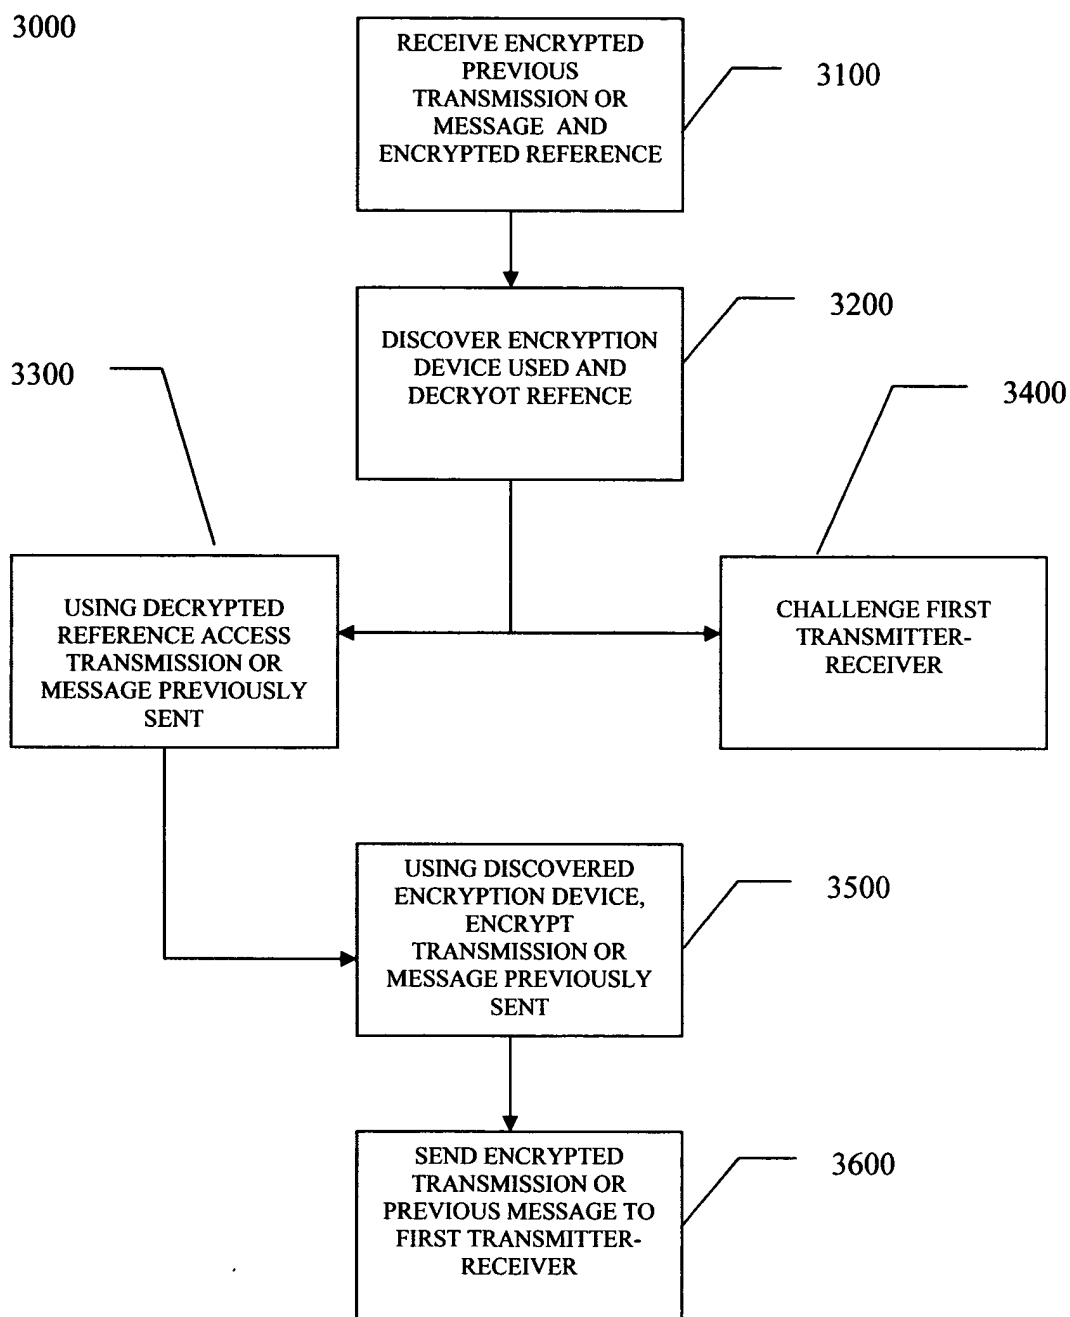 3000
RECEIVE ENCRYPTED
PREVIOUS
TRANSMISSION OR
MESSAGE AND
ENCRYPTED REFERENCE
3100
DISCOVER ENCRYPTION
DEVICE USED AND
DECRYOT REFENCE
3200
3300
3400
USING DECRYPTED
REFERENCE ACCESS
TRANSMISSION OR
MESSAGE PREVIOUSLY
SENT
CHALLENGE FIRST
TRANSMITTER-
RECEIVER
USING DISCOVERED
ENCRYPTION DEVICE,
ENCRYPT
TRANSMISSION OR
MESSAGE PREVIOUSLY
SENT
3500
SEND ENCRYPTED
TRANSMISSION OR
PREVIOUS MESSAGE TO
FIRST TRANSMITTER-
RECEIVER
3600